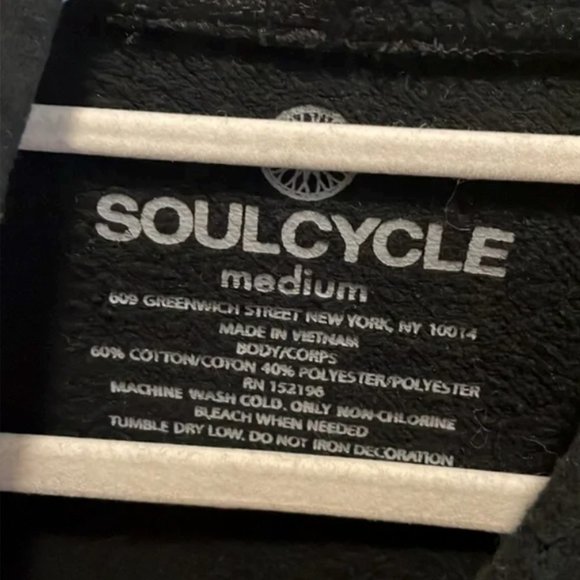 SOULCYCLE
medium
609 GREENWICH STREET NEW YORK, NY 10014
MADE IN VIETNAM
BODY/CORPS
60% COTTON/COTON 40% POLYESTER/POLYESTER
RN 152196
MACHINE WASH COLD. ONLY NON-CHLORINE
BLEACH WHEN NEEDED
TUMBLE DRY LOW. DO NOT IRON DECORATION